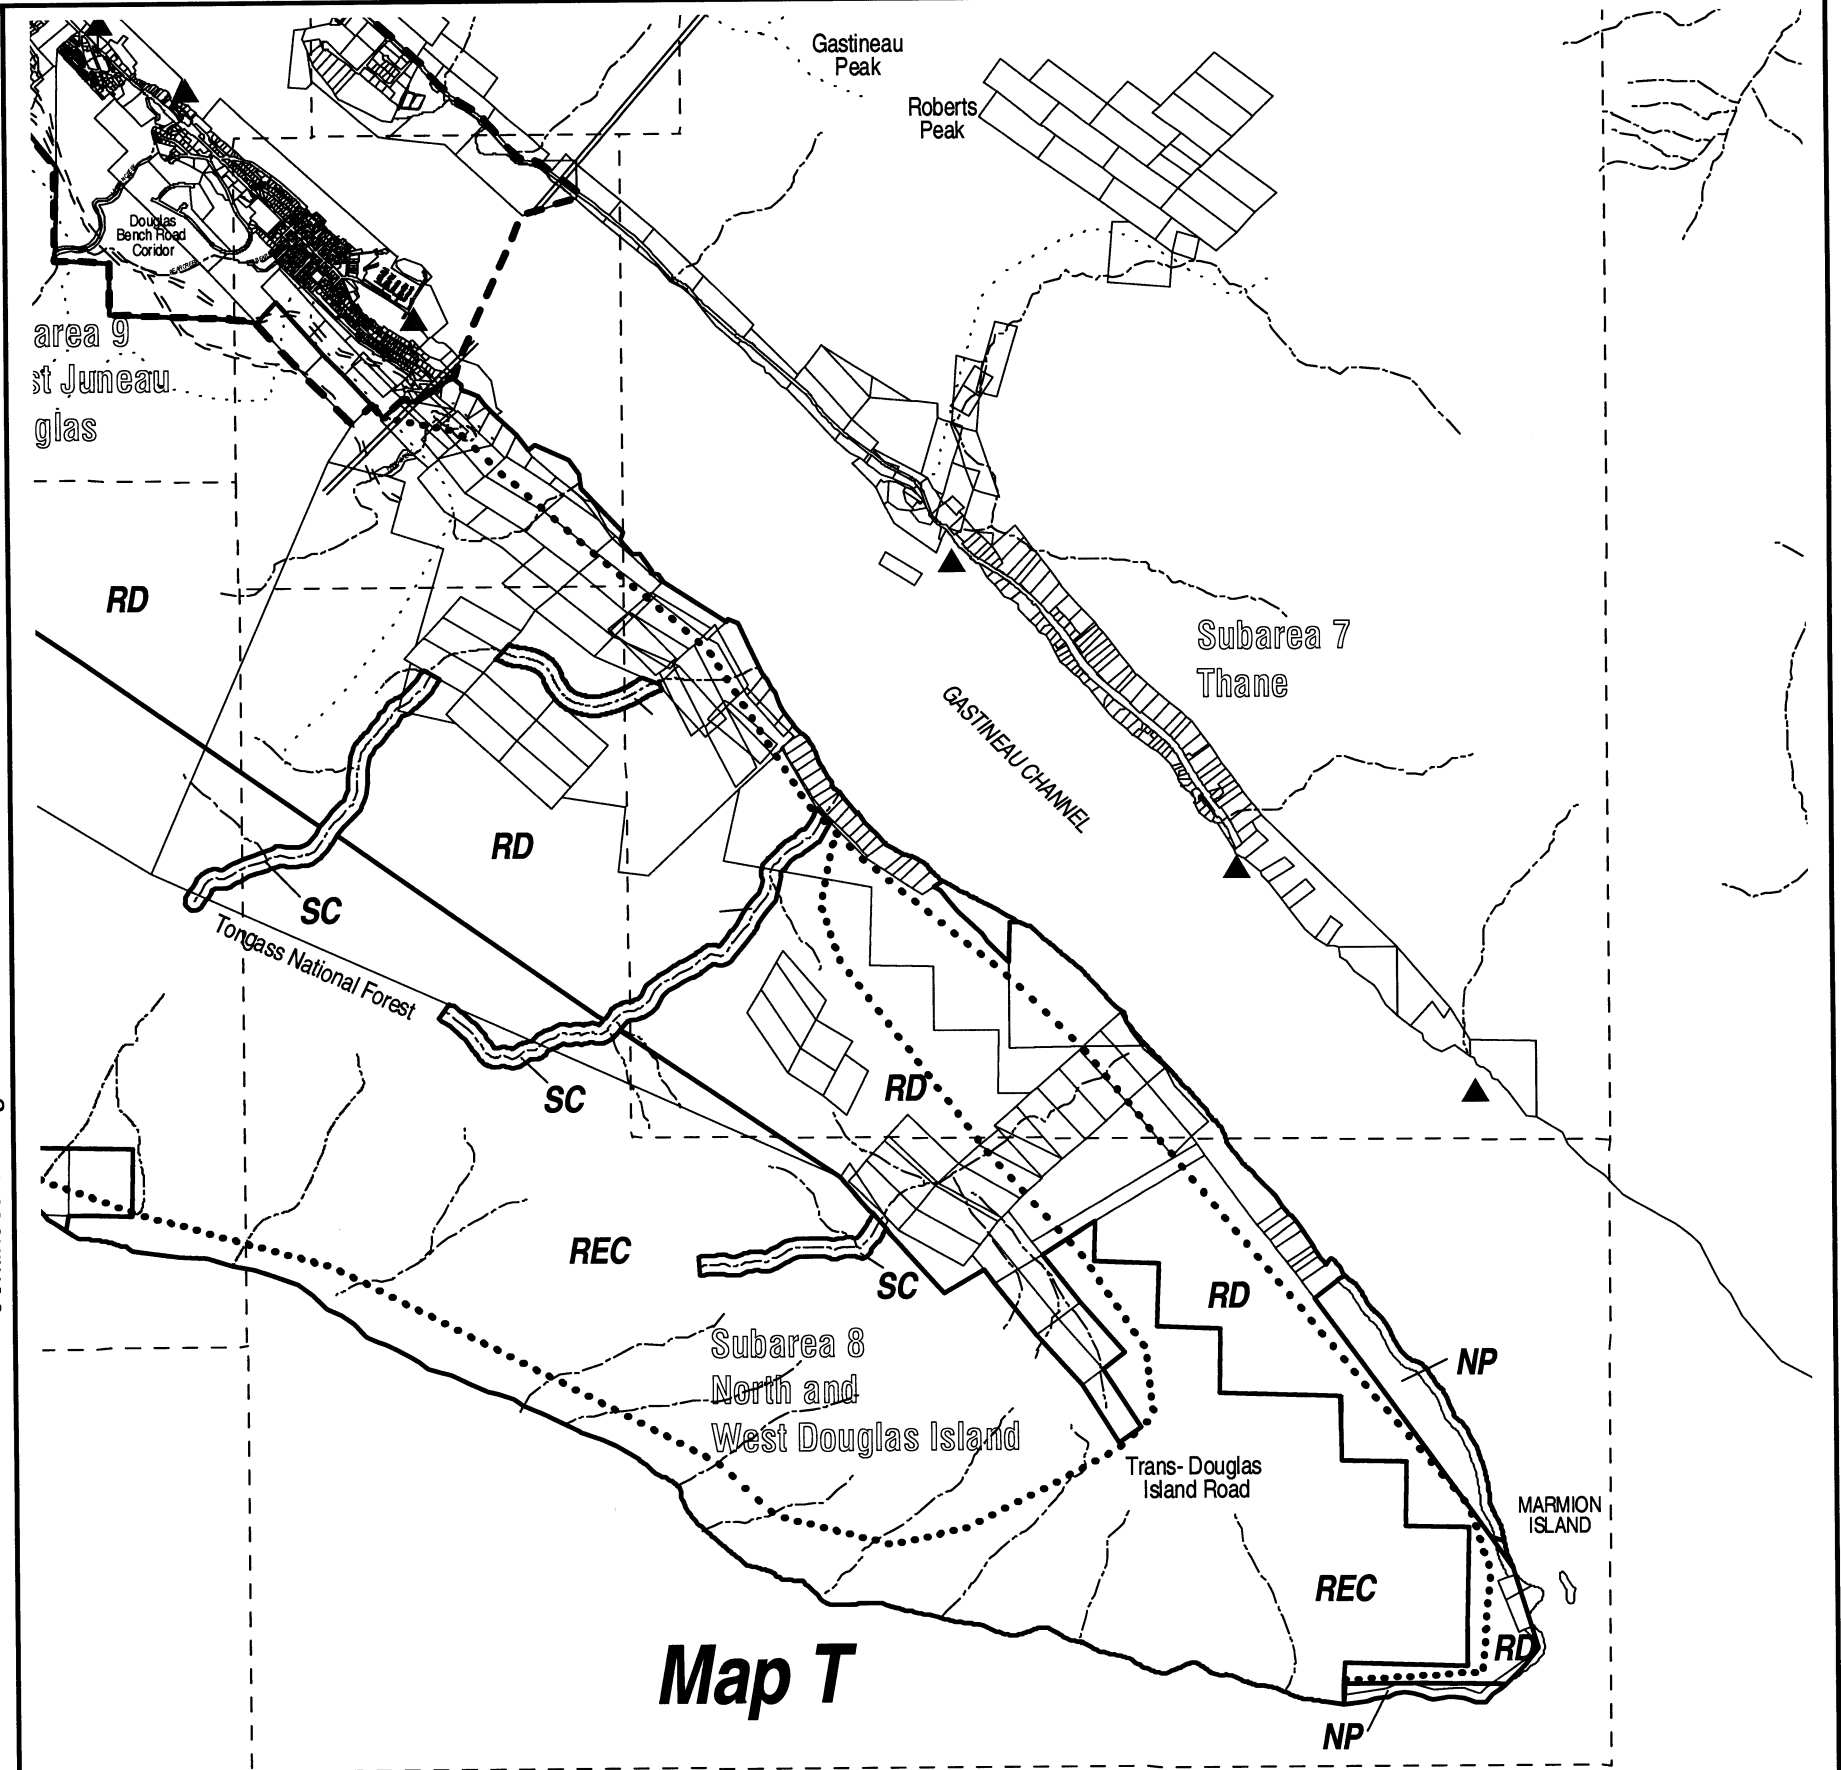 Gastineau
Peak
Roberts
Peak
Douglas
Bench Road
Coridor
area 9
st Juneau
glas
RD
Subarea 7
Thane
GASTINEAU CHANNEL
RD
SC
Tongass National Forest
RD
SC
REC
SC
RD
Subarea 8
North and
West Douglas Island
NP
Trans- Douglas
Island Road
MARMION
ISLAND
REC
RD
Map T
NP